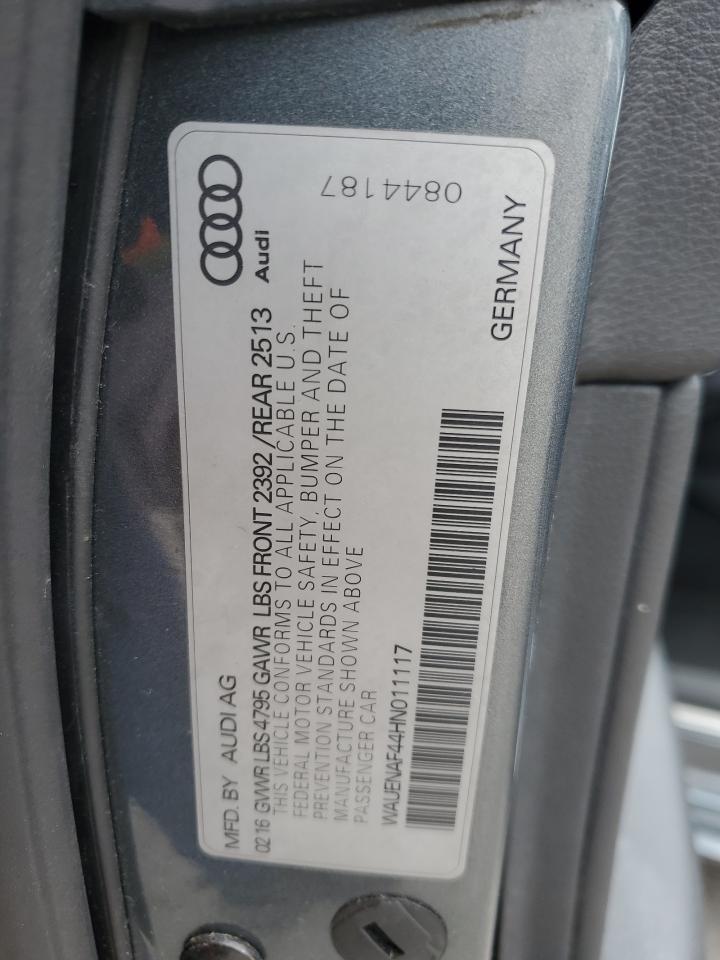 MFD. BY AUDI AG
Audi
02 16 GVWR LBS 4795 GAWR LBS FRONT 2392 /REAR 2513
THIS VEHICLE CONFORMS TO ALL APPLICABLE U.S.
FEDERAL MOTOR VEHICLE SAFETY, BUMPER AND THEFT
PREVENTION STANDARDS IN EFFECT ON THE DATE OF
MANUFACTURE SHOWN ABOVE
PASSENGER CAR
WAUENAF44HN011117
GERMANY
0844187